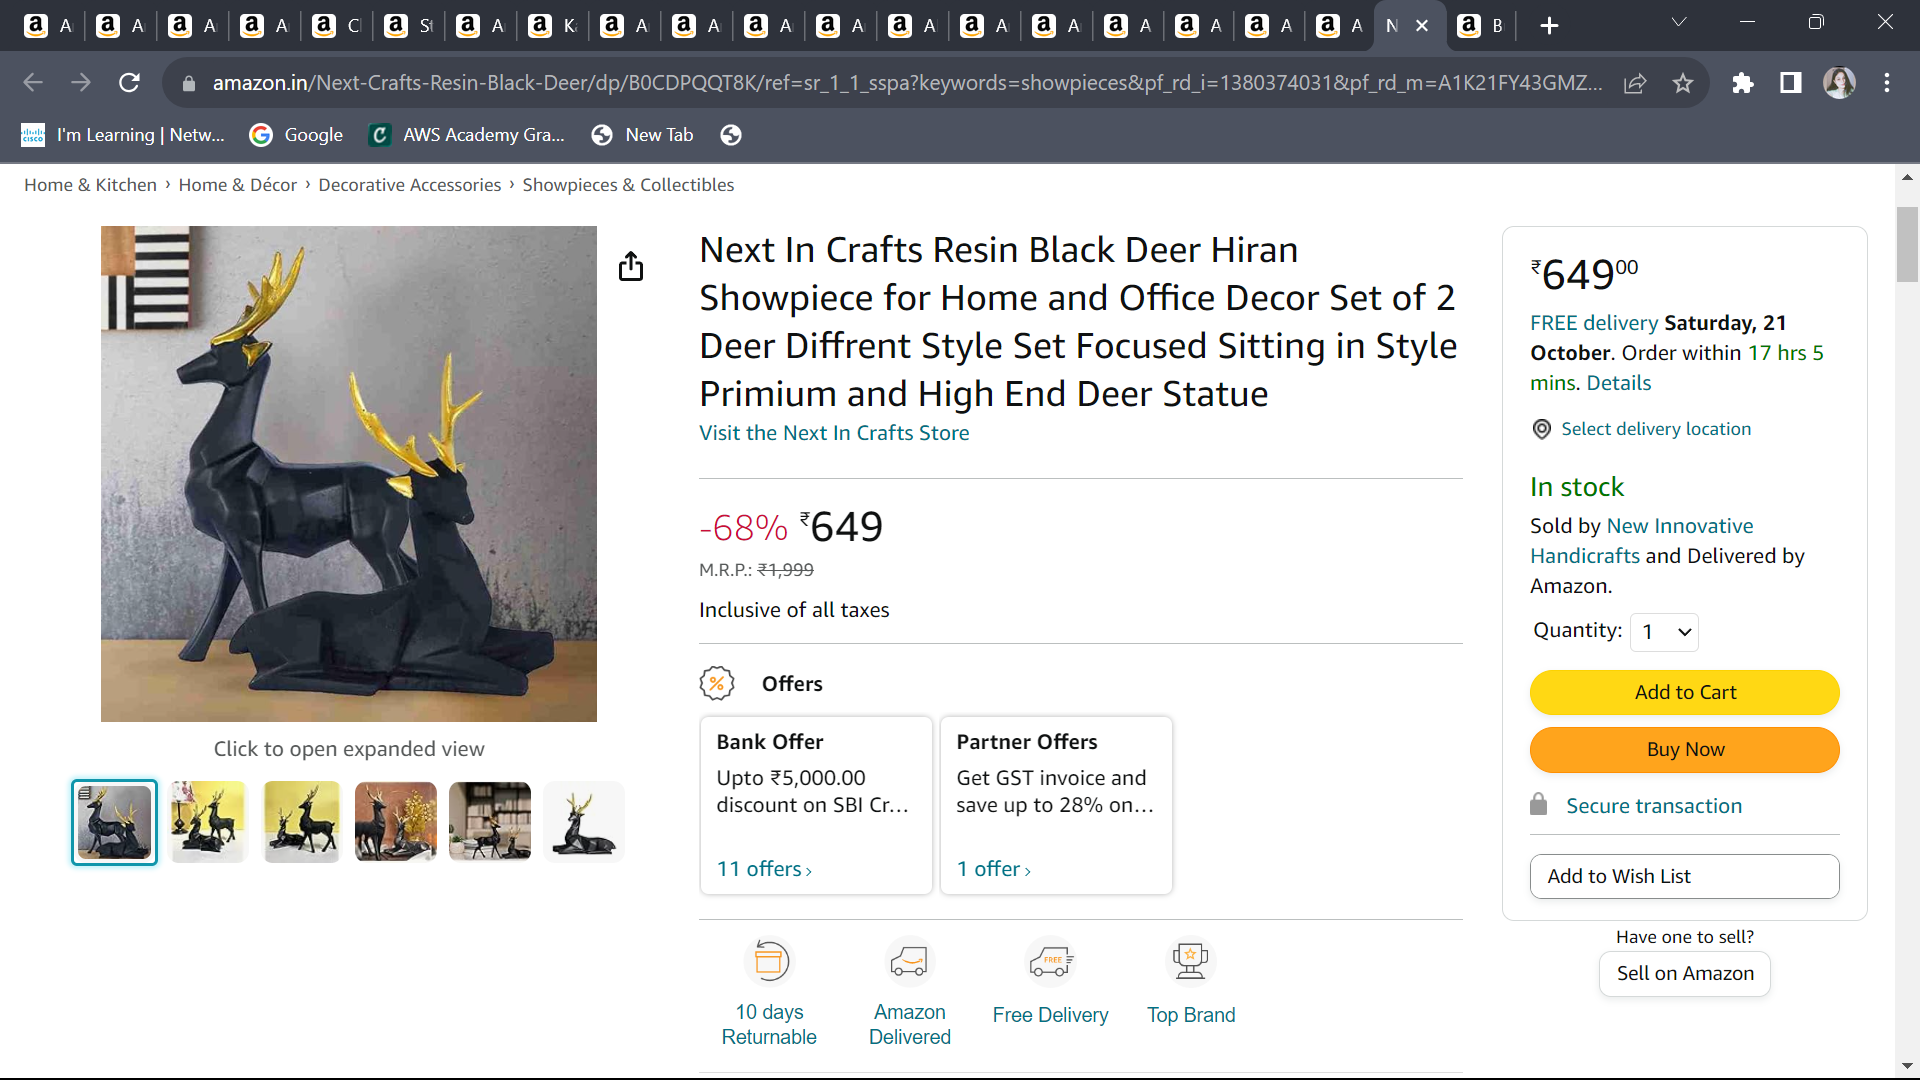 A
A
A
A
C
St
A
K
A
A
A
A
A
A
A
A
A
A
A
N
B
amazon.in/Next-Crafts-Resin-Black-Deer/dp/B0CDPQQT8K/ref=sr_1_1_sspa?keywords=showpieces&pf_rd_i=1380374031&pf_rd_m=A1K21FY43GMZ...
I'm Learning | Netw...
Google
AWS Academy Gra...
New Tab
Home & Kitchen › Home & Décor › Decorative Accessories › Showpieces & Collectibles
Next In Crafts Resin Black Deer Hiran
Showpiece for Home and Office Decor Set of 2
Deer Diffrent Style Set Focused Sitting in Style
Primium and High End Deer Statue
Visit the Next In Crafts Store
-68% ₹649
M.R.P.: ₹1,999
Inclusive of all taxes
Offers
Bank Offer
Upto ₹5,000.00
discount on SBI Cr...
11 offers ›
Partner Offers
Get GST invoice and
save up to 28% on...
1 offer ›
10 days
Returnable
Amazon
Delivered
FREE
Free Delivery
Top Brand
Click to open expanded view
₹649 00
FREE delivery Saturday, 21
October. Order within 17 hrs 5
mins. Details
Select delivery location
In stock
Sold by New Innovative
Handicrafts and Delivered by
Amazon.
Quantity: 1
Add to Cart
Buy Now
Secure transaction
Add to Wish List
Have one to sell?
Sell on Amazon